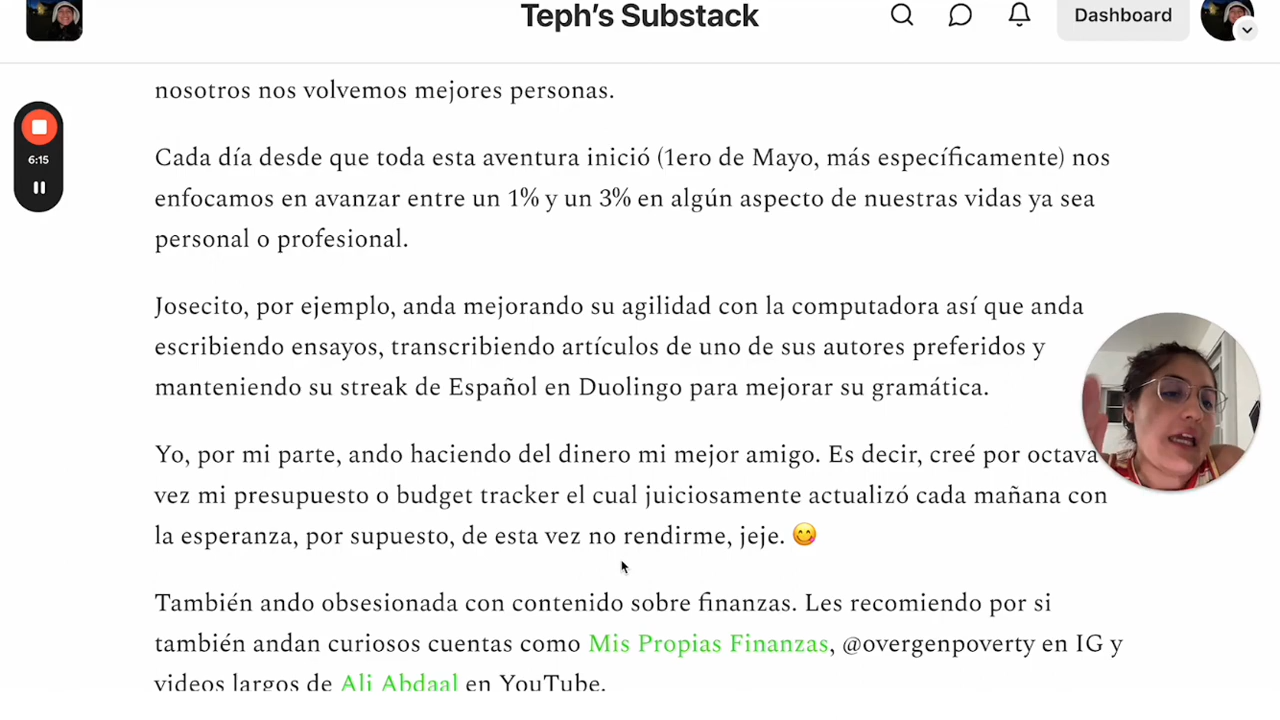 Teph's Substack
Dashboard
nosotros nos volvemos mejores personas.
6:15
Cada día desde que toda esta aventura inició (1ero de Mayo, más específicamente) nos
enfocamos en avanzar entre un 1% y un 3% en algún aspecto de nuestras vidas ya sea
personal o profesional.
Josecito, por ejemplo, anda mejorando su agilidad con la computadora así que anda
escribiendo ensayos, transcribiendo artículos de uno de sus autores preferidos y
manteniendo su streak de Español en Duolingo para mejorar su gramática.
Yo, por mi parte, ando haciendo del dinero mi mejor amigo. Es decir, creé por octava
vez mi presupuesto o budget tracker el cual juiciosamente actualizó cada mañana con
la esperanza, por supuesto, de esta vez no rendirme, jeje. 😋
También ando obsesionada con contenido sobre finanzas. Les recomiendo por si
también andan curiosos cuentas como Mis Propias Finanzas, @overgenpoverty en IG y
videos largos de Ali Abdaal en YouTube.